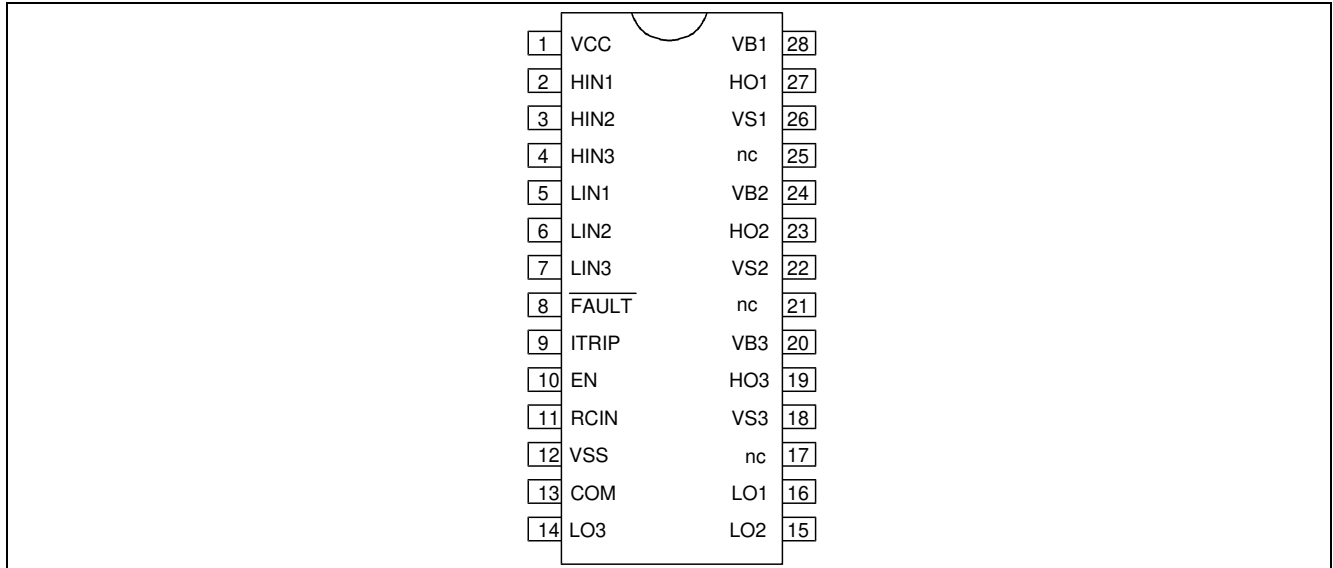 1 VCC VB1 28
2 HIN1 HO1 27
3 HIN2 VS1 26
4 HIN3 nc 25
5 LIN1 VB2 24
6 LIN2 HO2 23
7 LIN3 VS2 22
8 FAULT nc 21
9 ITRIP VB3 20
10 EN HO3 19
11 RCIN VS3 18
12 VSS nc 17
13 COM LO1 16
14 LO3 LO2 15